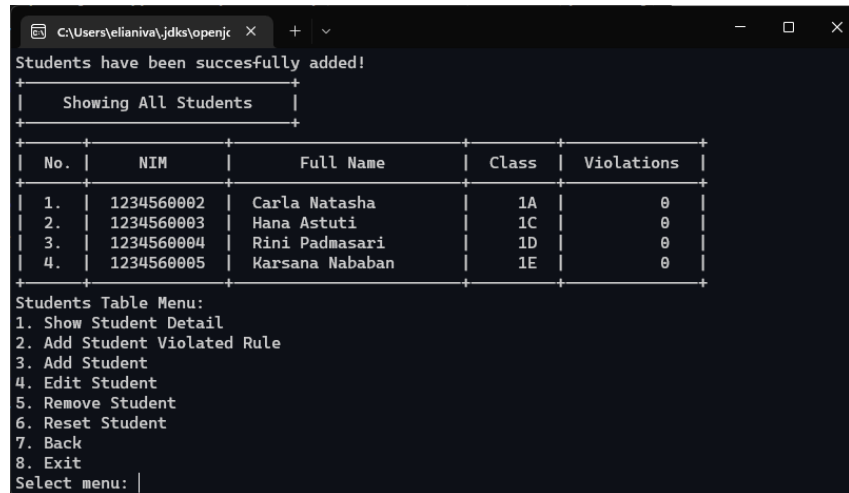 C:\Users\elianiva\.jdks\openjc
Students have been succesfully added!
Showing All Students
No. | NIM | Full Name | Class | Violations
1. | 1234560002 | Carla Natasha | 1A | 0
2. | 1234560003 | Hana Astuti | 1C | 0
3. | 1234560004 | Rini Padmasari | 1D | 0
4. | 1234560005 | Karsana Nababan | 1E | 0
Students Table Menu:
1. Show Student Detail
2. Add Student Violated Rule
3. Add Student
4. Edit Student
5. Remove Student
6. Reset Student
7. Back
8. Exit
Select menu: